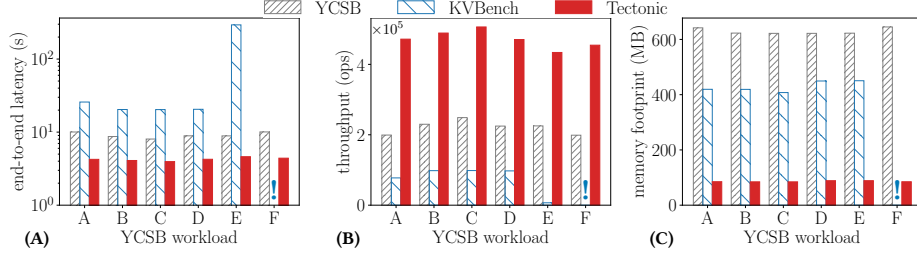 YCSB KVBench Tectonic
end-to-end latency (s)
10²
10¹
10⁰
A B C D E F
YCSB workload
(A)
×10⁵
throughput (ops)
4
2
0
A B C D E F
YCSB workload
(B)
memory footprint (MB)
600
400
200
0
A B C D E F
YCSB workload
(C)
!
!
!